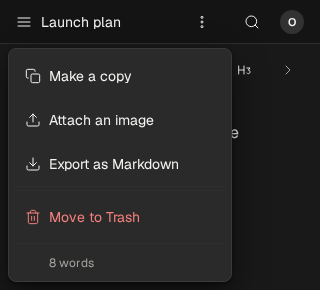 Launch plan
O
H3
Make a copy
Attach an image
e
Export as Markdown
Move to Trash
8 words